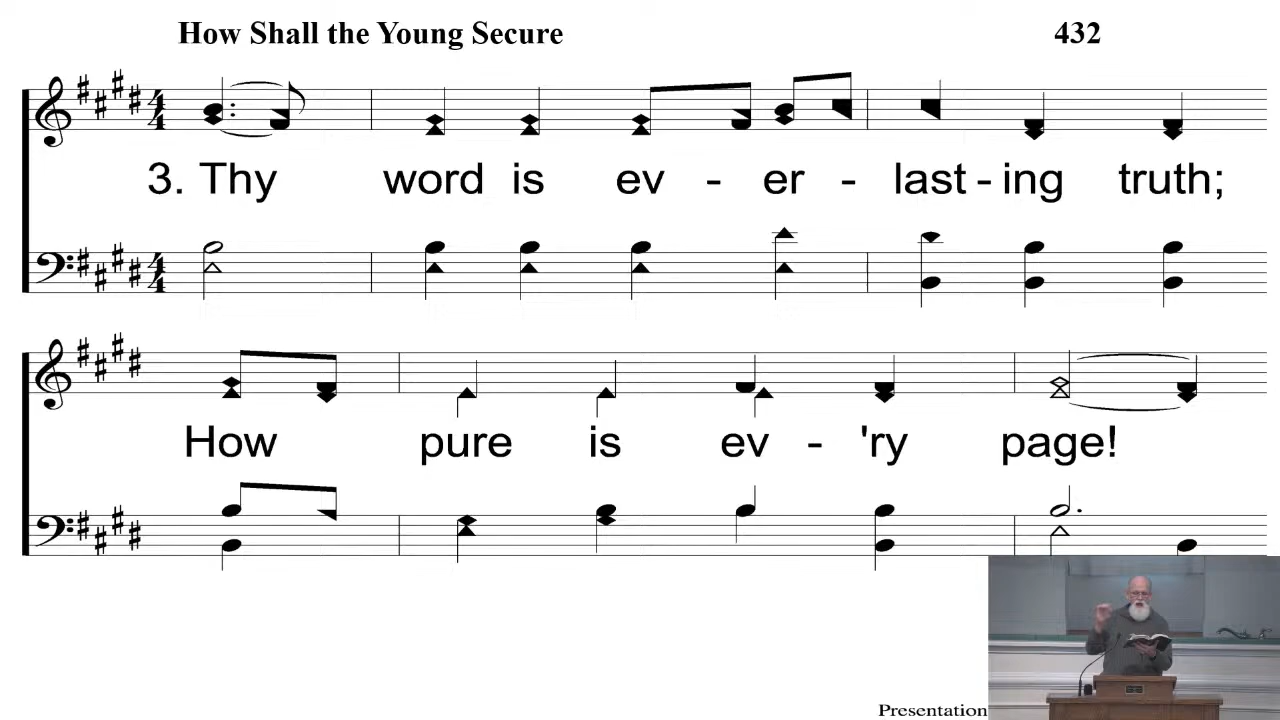 How Shall the Young Secure 432
3. Thy word is ev - er - last - ing truth;
How pure is ev - 'ry page!
Presentation